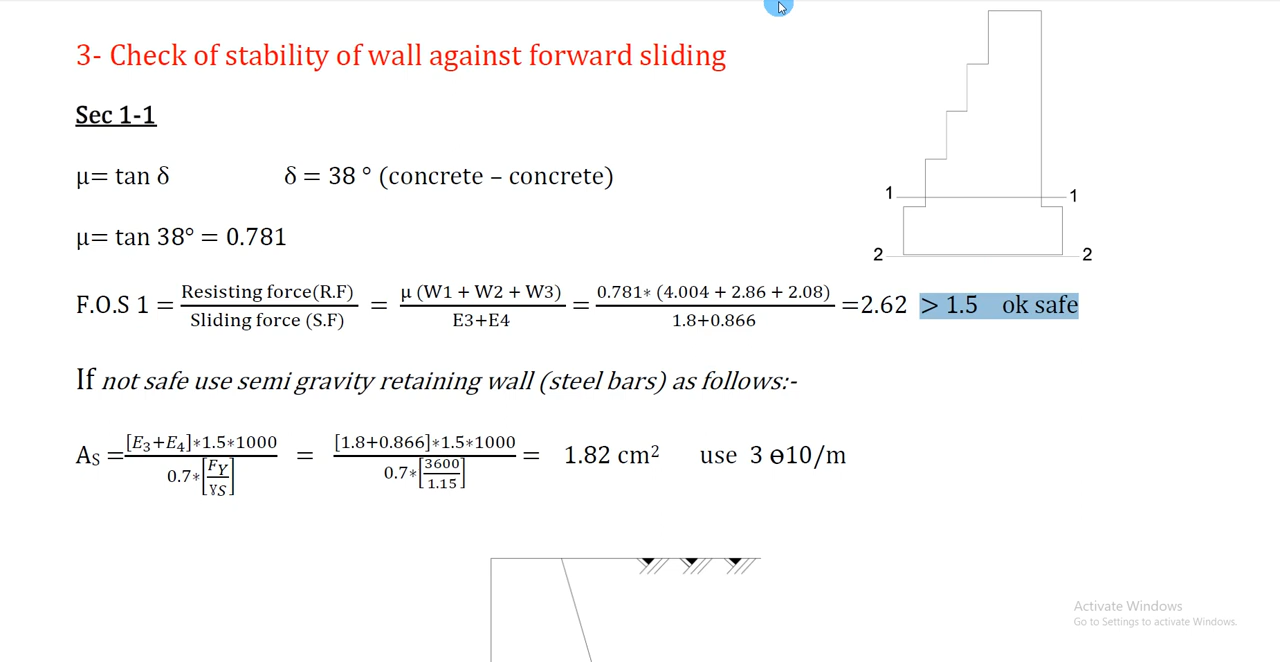 3- Check of stability of wall against forward sliding
Sec 1-1
μ= tan δ δ = 38 ° (concrete – concrete)
μ= tan 38° = 0.781
F.O.S 1 = Resisting force(R.F) / Sliding force (S.F) = μ (W1 + W2 + W3) / E3+E4 = 0.781* (4.004 + 2.86 + 2.08) / 1.8+0.866 =2.62 > 1.5 ok safe
If not safe use semi gravity retaining wall (steel bars) as follows:-
As = [E3+E4]*1.5*1000 / 0.7*[FY/γS] = [1.8+0.866]*1.5*1000 / 0.7*[3600/1.15] = 1.82 cm² use 3 ɵ10/m
1 1
2 2
Activate Windows
Go to Settings to activate Windows.